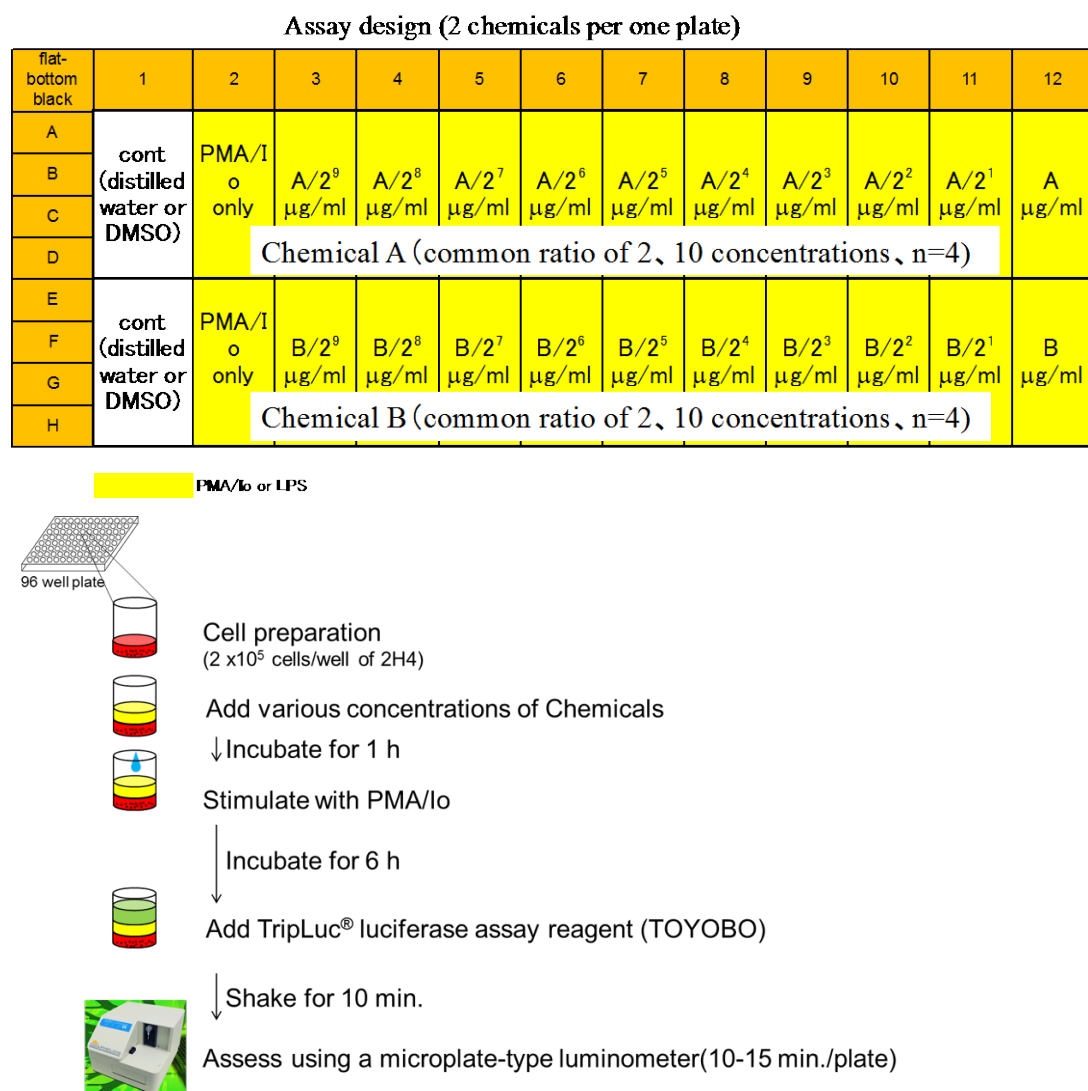 Assay design (2 chemicals per one plate)
flat-
bottom
black
1
2
3
4
5
6
7
8
9
10
11
12
A
B
C
D
cont
(distilled
water or
DMSO)
PMA/I
o
only
A/2⁹
μg/ml
A/2⁸
μg/ml
A/2⁷
μg/ml
A/2⁶
μg/ml
A/2⁵
μg/ml
A/2⁴
μg/ml
A/2³
μg/ml
A/2²
μg/ml
A/2¹
μg/ml
A
μg/ml
Chemical A（common ratio of 2、10 concentrations、n=4)
E
F
G
H
cont
(distilled
water or
DMSO)
PMA/I
o
only
B/2⁹
μg/ml
B/2⁸
μg/ml
B/2⁷
μg/ml
B/2⁶
μg/ml
B/2⁵
μg/ml
B/2⁴
μg/ml
B/2³
μg/ml
B/2²
μg/ml
B/2¹
μg/ml
B
μg/ml
Chemical B（common ratio of 2、10 concentrations、n=4)
PMA/Io or LPS
96 well plate
Cell preparation
(2 x10⁵ cells/well of 2H4)
Add various concentrations of Chemicals
Incubate for 1 h
Stimulate with PMA/Io
Incubate for 6 h
Add TripLuc® luciferase assay reagent (TOYOBO)
Shake for 10 min.
Assess using a microplate-type luminometer(10-15 min./plate)